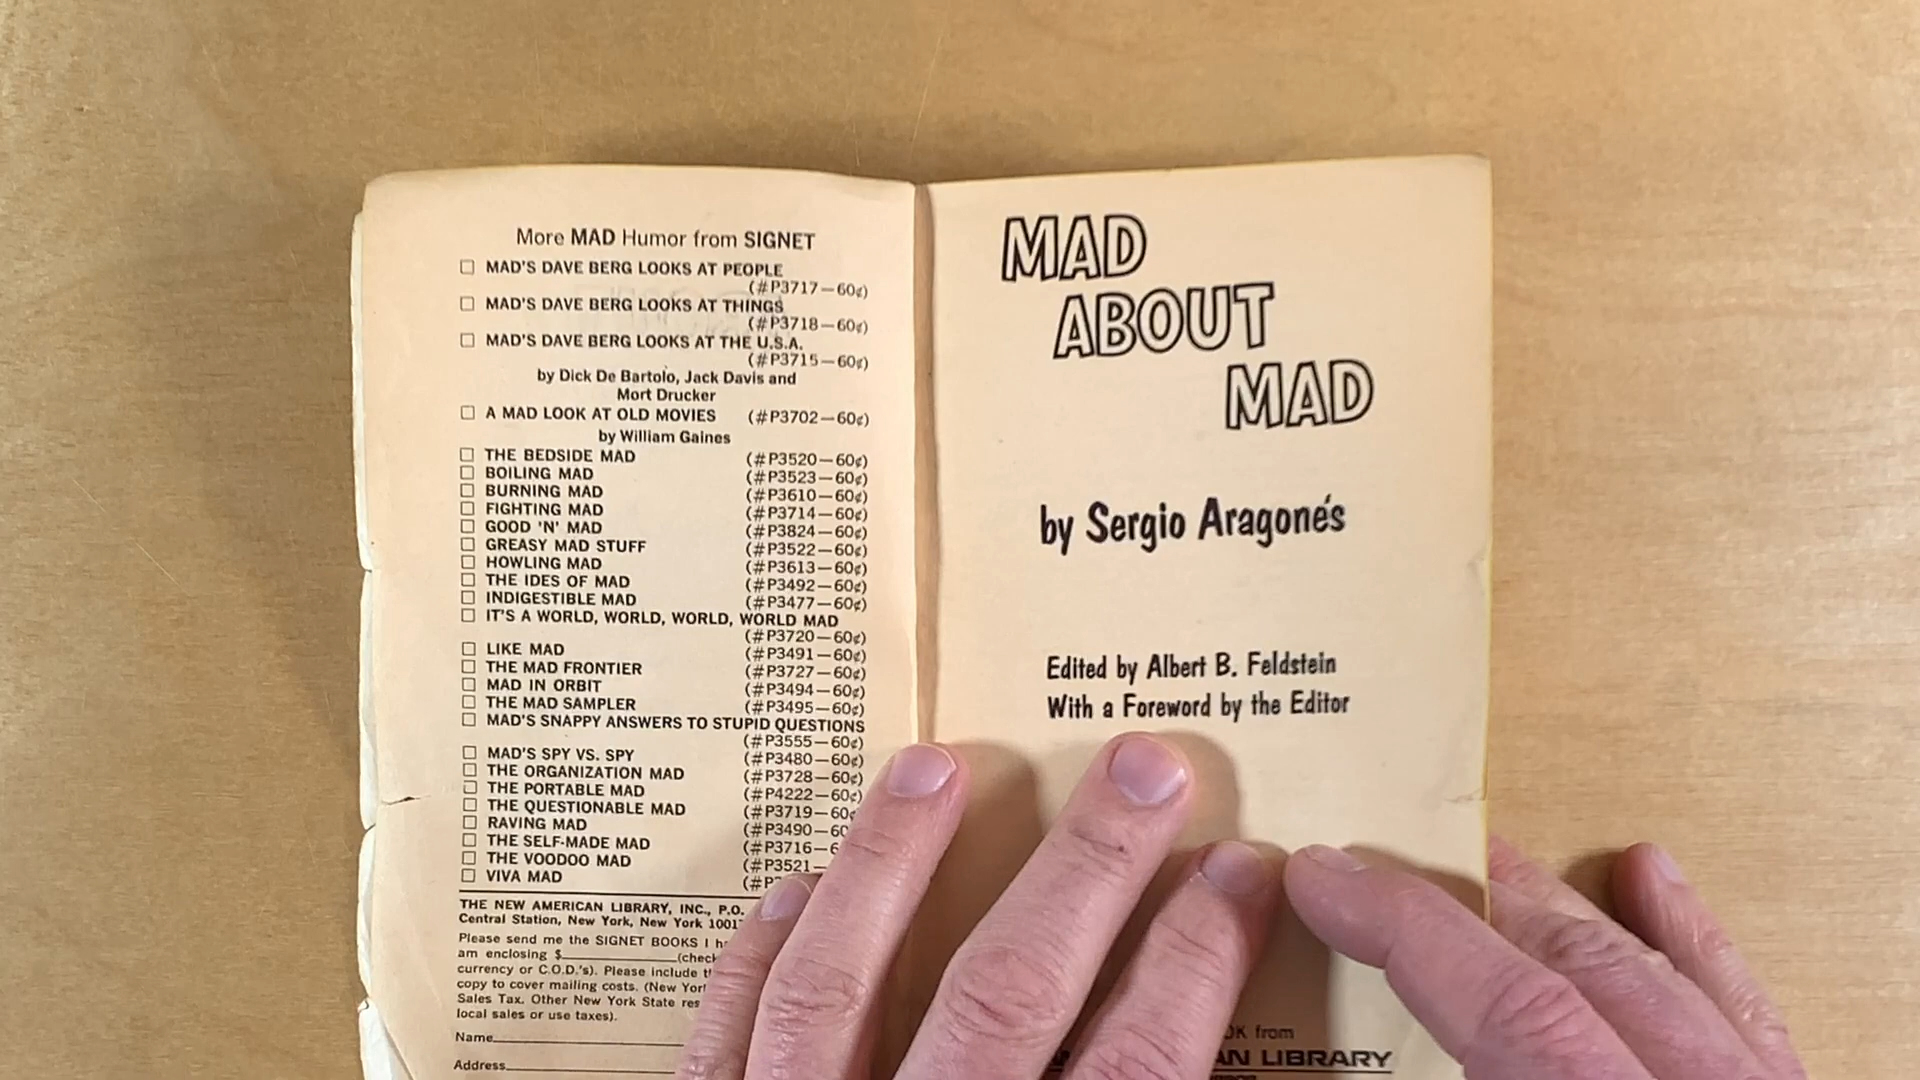 More MAD Humor from SIGNET
☐ MAD'S DAVE BERG LOOKS AT PEOPLE
(#P3717—60¢)
☐ MAD'S DAVE BERG LOOKS AT THINGS
(#P3718—60¢)
☐ MAD'S DAVE BERG LOOKS AT THE U.S.A.
(#P3715—60¢)
by Dick De Bartolo, Jack Davis and
Mort Drucker
☐ A MAD LOOK AT OLD MOVIES (#P3702—60¢)
by William Gaines
☐ THE BEDSIDE MAD (#P3520—60¢)
☐ BOILING MAD (#P3523—60¢)
☐ BURNING MAD (#P3610—60¢)
☐ FIGHTING MAD (#P3714—60¢)
☐ GOOD 'N' MAD (#P3824—60¢)
☐ GREASY MAD STUFF (#P3522—60¢)
☐ HOWLING MAD (#P3613—60¢)
☐ THE IDES OF MAD (#P3492—60¢)
☐ INDIGESTIBLE MAD (#P3477—60¢)
☐ IT'S A WORLD, WORLD, WORLD, WORLD MAD
(#P3720—60¢)
☐ LIKE MAD (#P3491—60¢)
☐ THE MAD FRONTIER (#P3727—60¢)
☐ MAD IN ORBIT (#P3494—60¢)
☐ THE MAD SAMPLER (#P3495—60¢)
☐ MAD'S SNAPPY ANSWERS TO STUPID QUESTIONS
(#P3555—60¢)
☐ MAD'S SPY VS. SPY (#P3480—60¢)
☐ THE ORGANIZATION MAD (#P3728—60¢)
☐ THE PORTABLE MAD (#P4222—60¢)
☐ THE QUESTIONABLE MAD (#P3719—60¢
☐ RAVING MAD (#P3490—60
☐ THE SELF-MADE MAD (#P3716—6
☐ THE VOODOO MAD (#P3521—
☐ VIVA MAD (#P
THE NEW AMERICAN LIBRARY, INC., P.O.
Central Station, New York, New York 1001
Please send me the SIGNET BOOKS I
am enclosing $__________(check
currency or C.O.D.'s). Please include
copy to cover mailing costs. (New
Sales Tax. Other New York State
local sales or use taxes).
Name
Address
MAD
ABOUT
MAD
by Sergio Aragonés
Edited by Albert B. Feldstein
With a Foreword by the Editor
from
LIBRARY